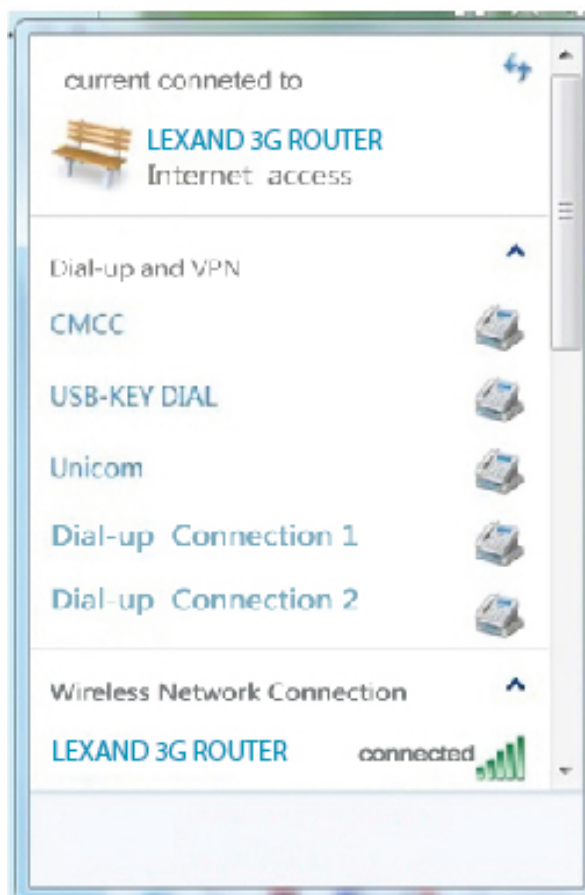 current conneted to
LEXAND 3G ROUTER
Internet access
Dial-up and VPN
CMCC
USB-KEY DIAL
Unicom
Dial-up Connection 1
Dial-up Connection 2
Wireless Network Connection
LEXAND 3G ROUTER connected